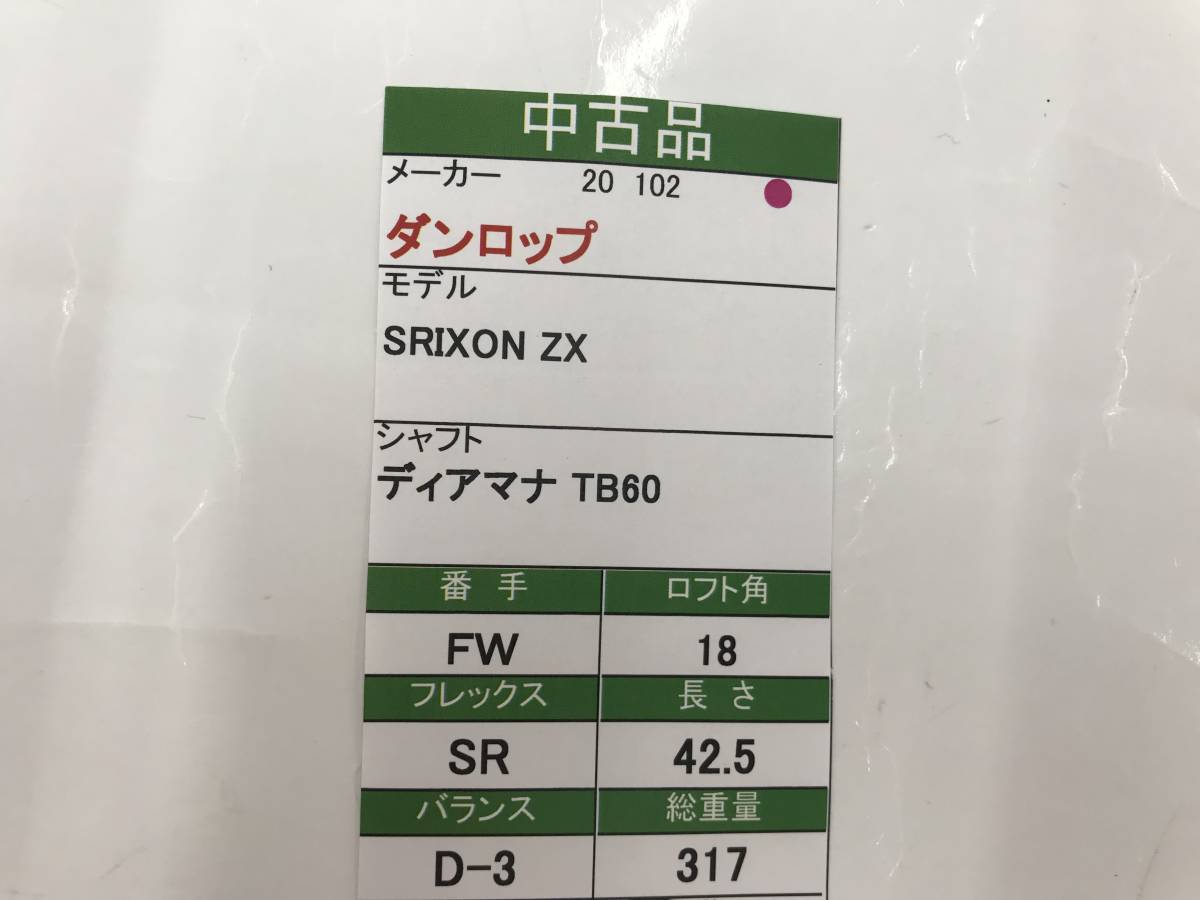 中古品
メーカー 20 102
ダンロップ
モデル
SRIXON ZX
シャフト
ディアマナ TB60
番手 ロフト角
FW 18
フレックス 長さ
SR 42.5
バランス 総重量
D-3 317